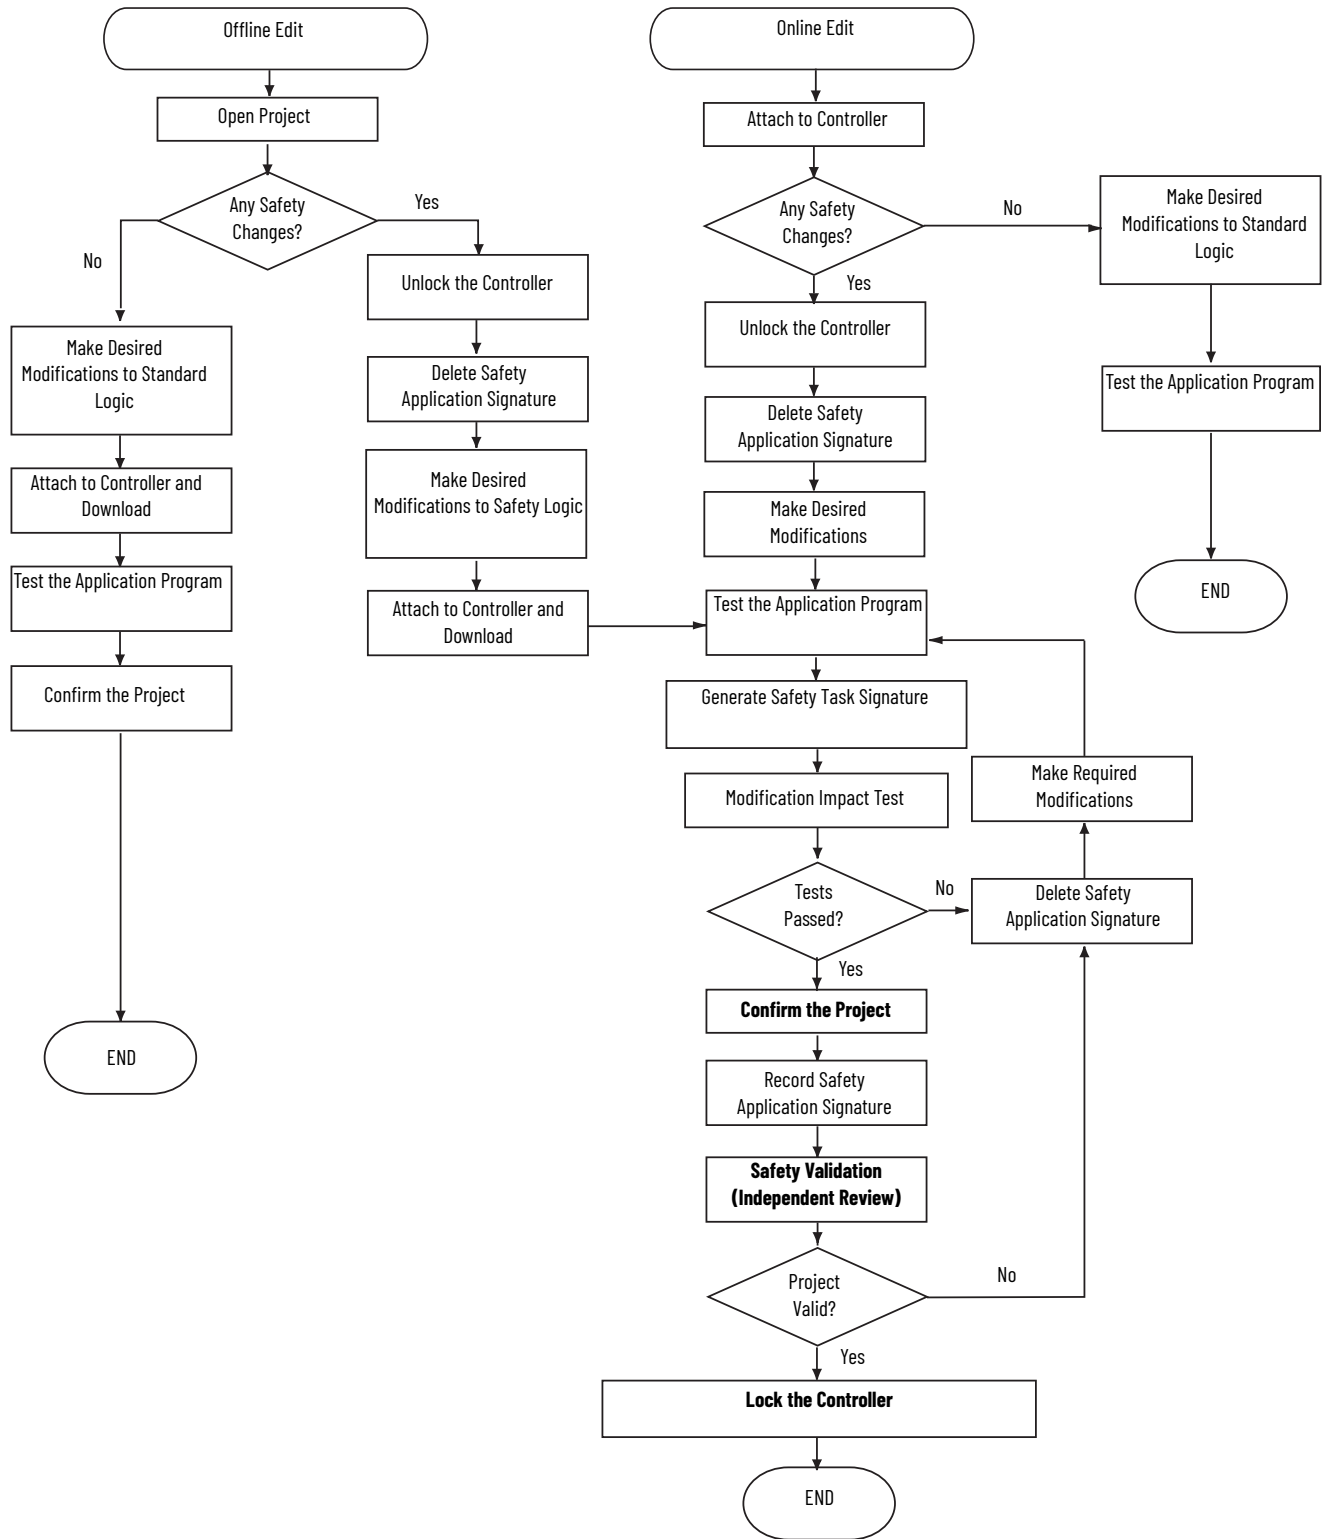 Offline Edit
Open Project
Any Safety
Changes?
Yes
No
Unlock the Controller
Make Desired
Modifications to Standard
Logic
Delete Safety
Application Signature
Attach to Controller and
Download
Make Desired
Modifications to Safety Logic
Test the Application Program
Attach to Controller and
Download
Confirm the Project
END
Online Edit
Attach to Controller
Any Safety
Changes?
No
Make Desired
Modifications to Standard
Logic
Yes
Unlock the Controller
Test the Application Program
Delete Safety
Application Signature
Make Desired
Modifications
END
Test the Application Program
Generate Safety Task Signature
Make Required
Modifications
Modification Impact Test
Tests
Passed?
No
Delete Safety
Application Signature
Yes
Confirm the Project
Record Safety
Application Signature
Safety Validation
(Independent Review)
Project
Valid?
No
Yes
Lock the Controller
END